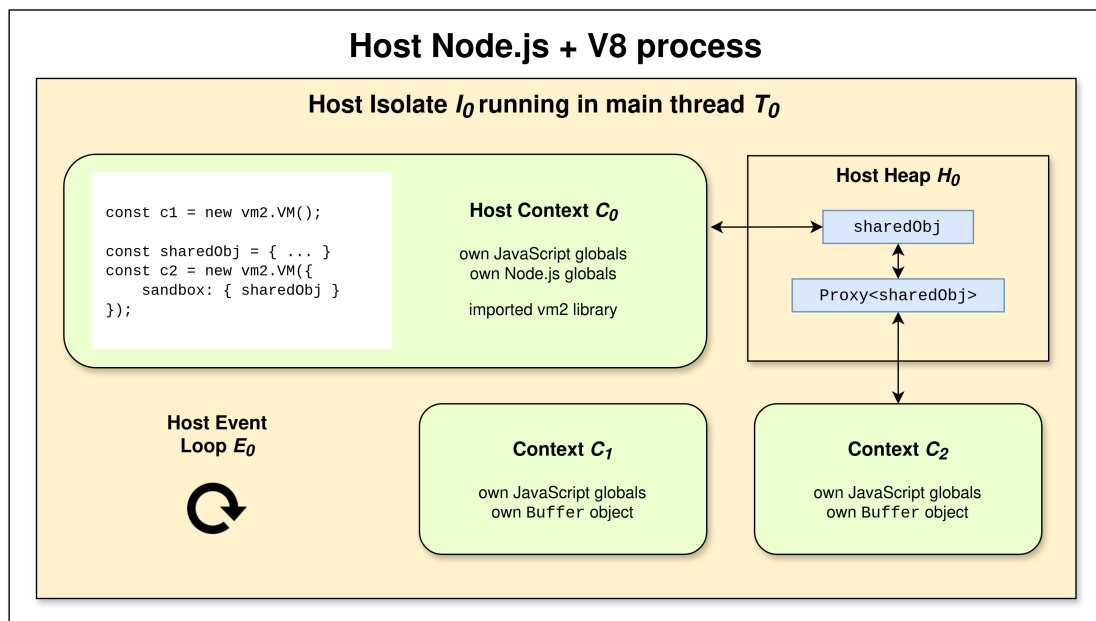 Host Node.js + V8 process
Host Isolate I0 running in main thread T0
const c1 = new vm2.VM();
const sharedObj = { ... }
const c2 = new vm2.VM({
    sandbox: { sharedObj }
});
Host Context C0
own JavaScript globals
own Node.js globals
imported vm2 library
Host Heap H0
sharedObj
Proxy<sharedObj>
Host Event
Loop E0
Context C1
own JavaScript globals
own Buffer object
Context C2
own JavaScript globals
own Buffer object